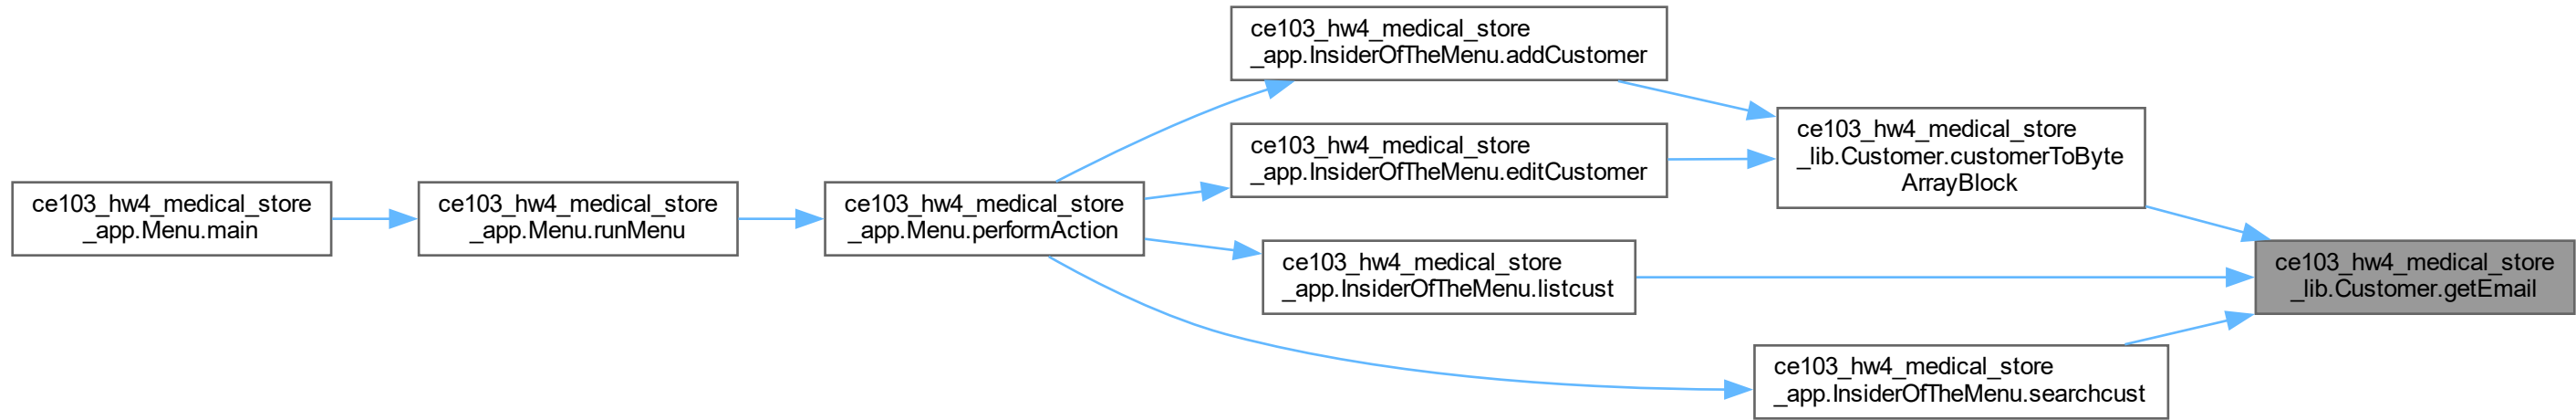 ce103_hw4_medical_store
_app.Menu.main
ce103_hw4_medical_store
_app.Menu.runMenu
ce103_hw4_medical_store
_app.Menu.performAction
ce103_hw4_medical_store
_app.InsiderOfTheMenu.addCustomer
ce103_hw4_medical_store
_app.InsiderOfTheMenu.editCustomer
ce103_hw4_medical_store
_app.InsiderOfTheMenu.listcust
ce103_hw4_medical_store
_lib.Customer.customerToByte
ArrayBlock
ce103_hw4_medical_store
_app.InsiderOfTheMenu.searchcust
ce103_hw4_medical_store
_lib.Customer.getEmail